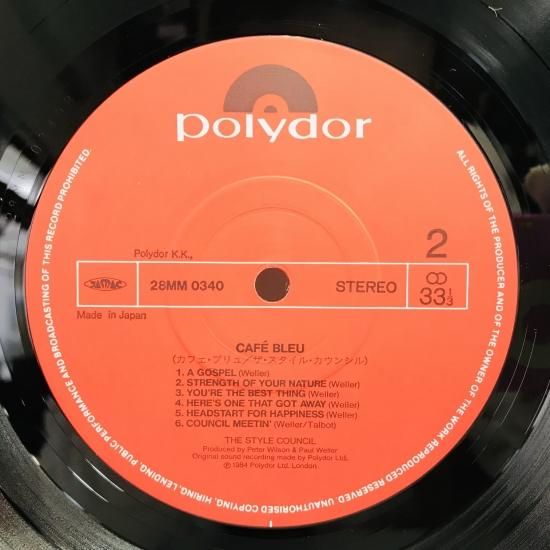 polydor
2
Polydor K.K.,
JASRAC
28MM 0340
STEREO
33 1/3
Made in Japan
CAFÉ BLEU
(カフェ・ブリュ/ザ・スタイル・カウンシル)
1. A GOSPEL (Weller)
2. STRENGTH OF YOUR NATURE (Weller)
3. YOU'RE THE BEST THING (Weller)
4. HERE'S ONE THAT GOT AWAY (Weller)
5. HEADSTART FOR HAPPINESS (Weller)
6. COUNCIL MEETIN' (Weller/Talbot)
THE STYLE COUNCIL
Produced by Peter Wilson & Paul Weller
Original sound recording made by Polydor Ltd.
Ⓟ1984 Polydor Ltd. London.
ALL RIGHTS OF THE PRODUCER AND OF THE OWNER OF THE WORK REPRODUCED RESERVED. UNAUTHORISED COPYING, HIRING, LENDING, PUBLIC PERFORMANCE AND BROADCASTING OF THIS RECORD PROHIBITED.